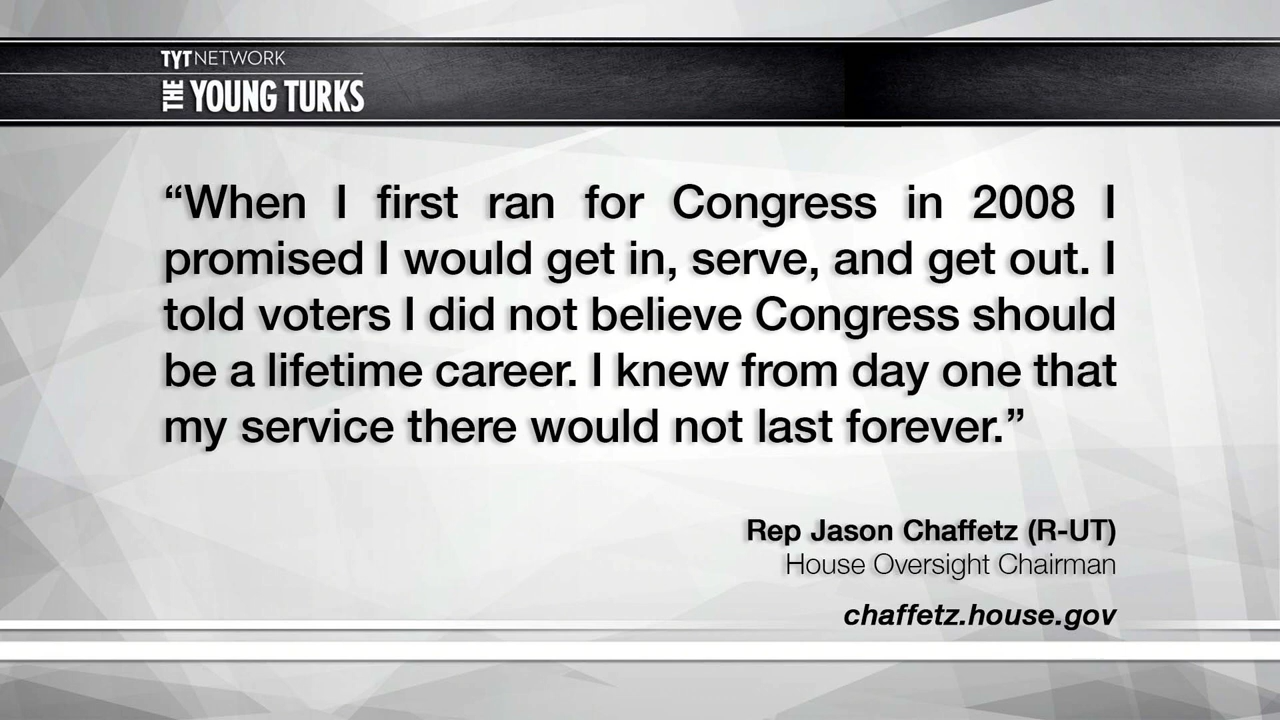 TYT NETWORK
THE YOUNG TURKS
“When I first ran for Congress in 2008 I
promised I would get in, serve, and get out. I
told voters I did not believe Congress should
be a lifetime career. I knew from day one that
my service there would not last forever.”
Rep Jason Chaffetz (R-UT)
House Oversight Chairman
chaffetz.house.gov